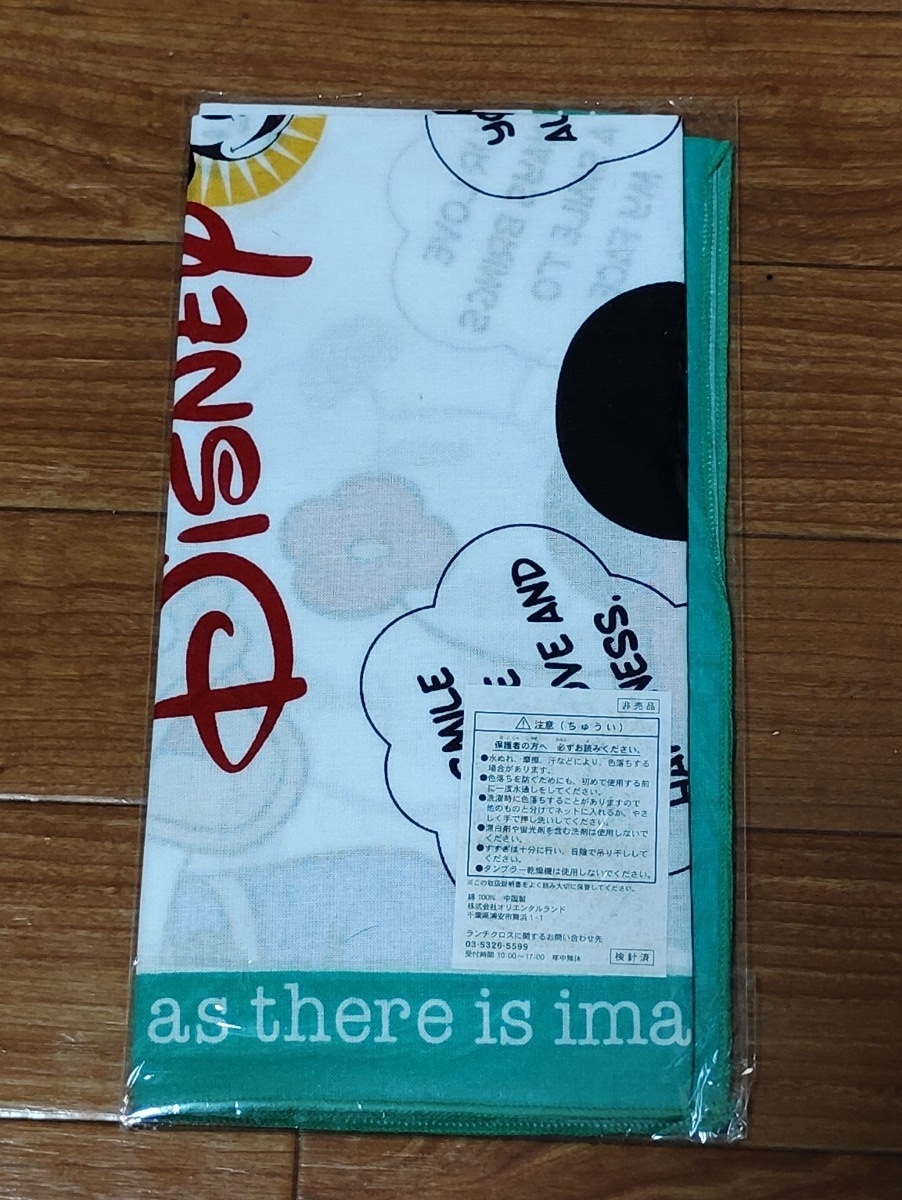 YO
AL
MY FACE
A SMILE TO
BRINGS
LOVE
DISNEY
SMILE
AND
NESS.
HA
非売品
⚠ 注意(ちゅうい)
保護者の方へ 必ずお読みください。
●水ぬれ、摩擦、汗などにより、色落ちする
場合があります。
●色落ちを防ぐためにも、初めて使用する前
に一度水通しをしてください。
●洗濯時に色落ちすることがありますので
他のものと分けてネットに入れるか、やさ
しく手で押し洗いしてください。
●漂白剤や蛍光剤を含む洗剤は使用しないで
ください。
●すすぎは十分に行い、日陰で吊り干しして
ください。
●タンブラー乾燥機は使用しないでください。
※この取扱説明書をよく読み大切に保管してください。
綿100% 中国製
株式会社オリエンタルランド
千葉県浦安市舞浜1-1
ランチクロスに関するお問い合わせ先
03-5326-5599
受付時間 10:00~17:00 年中無休
検針済
as there is ima